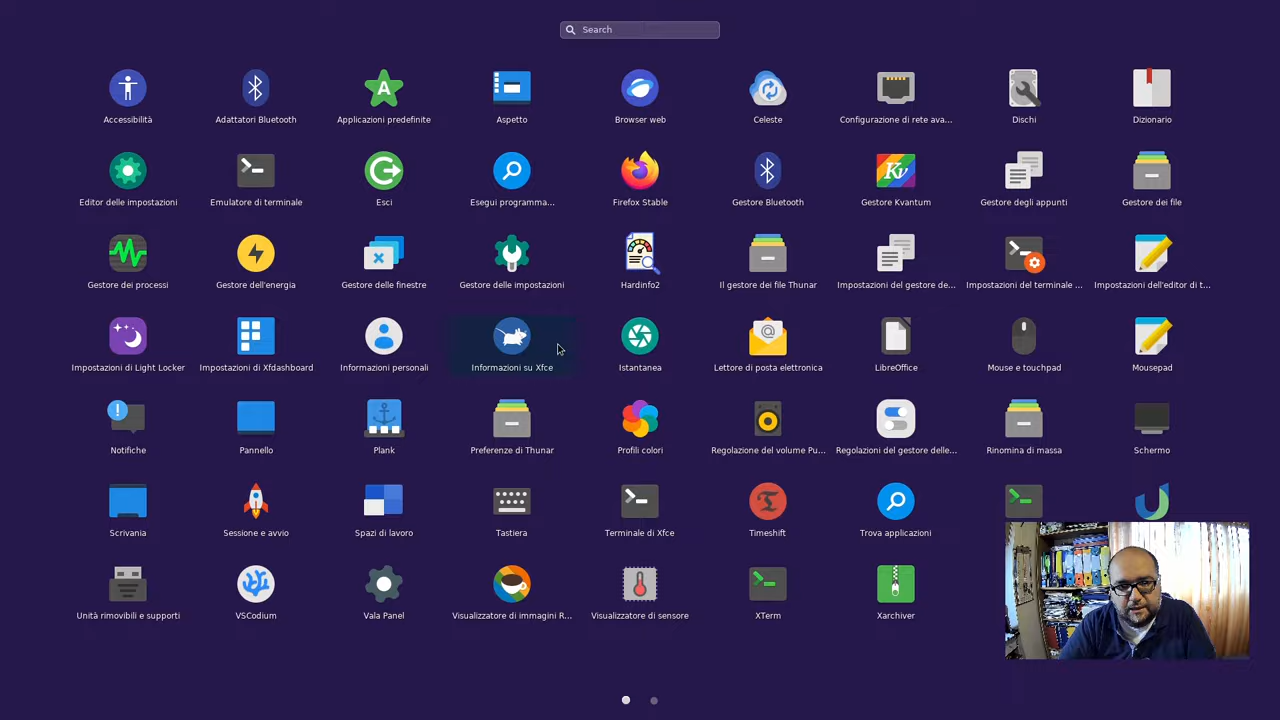 Search
Accessibilità
Adattatori Bluetooth
Applicazioni predefinite
Aspetto
Browser web
Celeste
Configurazione di rete ava...
Dischi
Dizionario
Editor delle impostazioni
Emulatore di terminale
Esci
Esegui programma...
Firefox Stable
Gestore Bluetooth
Gestore Kvantum
Gestore degli appunti
Gestore dei file
Gestore dei processi
Gestore dell'energia
Gestore delle finestre
Gestore delle impostazioni
Hardinfo2
Il gestore dei file Thunar
Impostazioni del gestore de...
Impostazioni del terminale ...
Impostazioni dell'editor di t...
Impostazioni di Light Locker
Impostazioni di Xfdashboard
Informazioni personali
Informazioni su Xfce
Istantanea
Lettore di posta elettronica
LibreOffice
Mouse e touchpad
Mousepad
Notifiche
Pannello
Plank
Preferenze di Thunar
Profili colori
Regolazione del volume Pu...
Regolazioni del gestore delle...
Rinomina di massa
Schermo
Scrivania
Sessione e avvio
Spazi di lavoro
Tastiera
Terminale di Xfce
Timeshift
Trova applicazioni
Unità rimovibili e supporti
VSCodium
Vala Panel
Visualizzatore di immagini R...
Visualizzatore di sensore
XTerm
Xarchiver